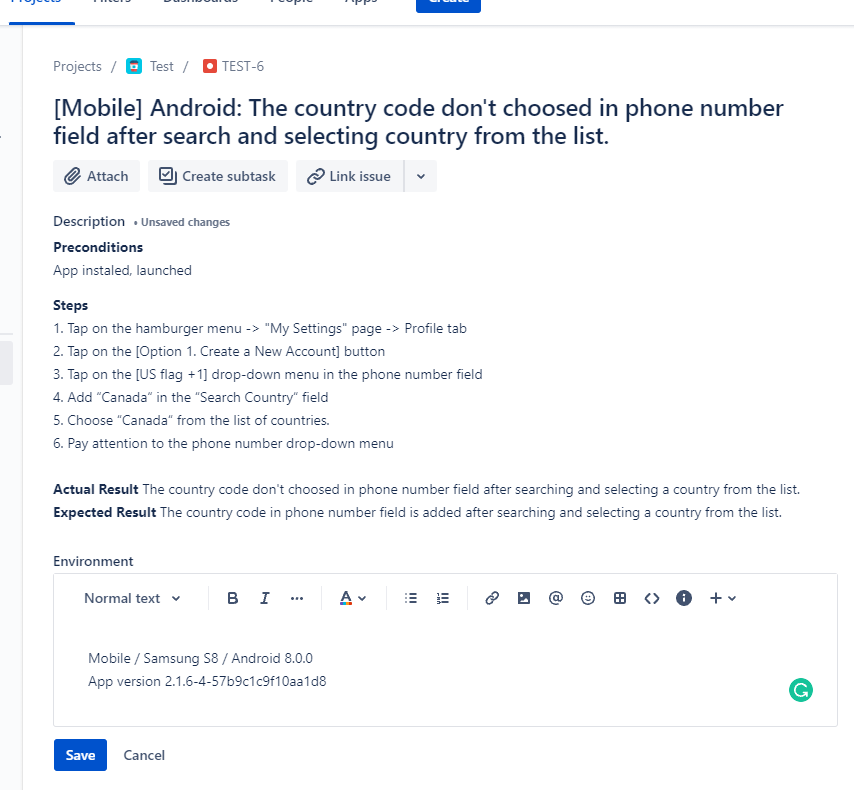 Projects Filters Dashboards People Apps Create
Projects / Test / TEST-6
[Mobile] Android: The country code don't choosed in phone number
field after search and selecting country from the list.
Attach Create subtask Link issue
Description • Unsaved changes
Preconditions
App instaled, launched
Steps
1. Tap on the hamburger menu -> "My Settings" page -> Profile tab
2. Tap on the [Option 1. Create a New Account] button
3. Tap on the [US flag +1] drop-down menu in the phone number field
4. Add “Canada” in the “Search Country” field
5. Choose “Canada” from the list of countries.
6. Pay attention to the phone number drop-down menu
Actual Result The country code don't choosed in phone number field after searching and selecting a country from the list.
Expected Result The country code in phone number field is added after searching and selecting a country from the list.
Environment
Normal text B I ··· A @ <> i +
Mobile / Samsung S8 / Android 8.0.0
App version 2.1.6-4-57b9c1c9f10aa1d8
G
Save Cancel